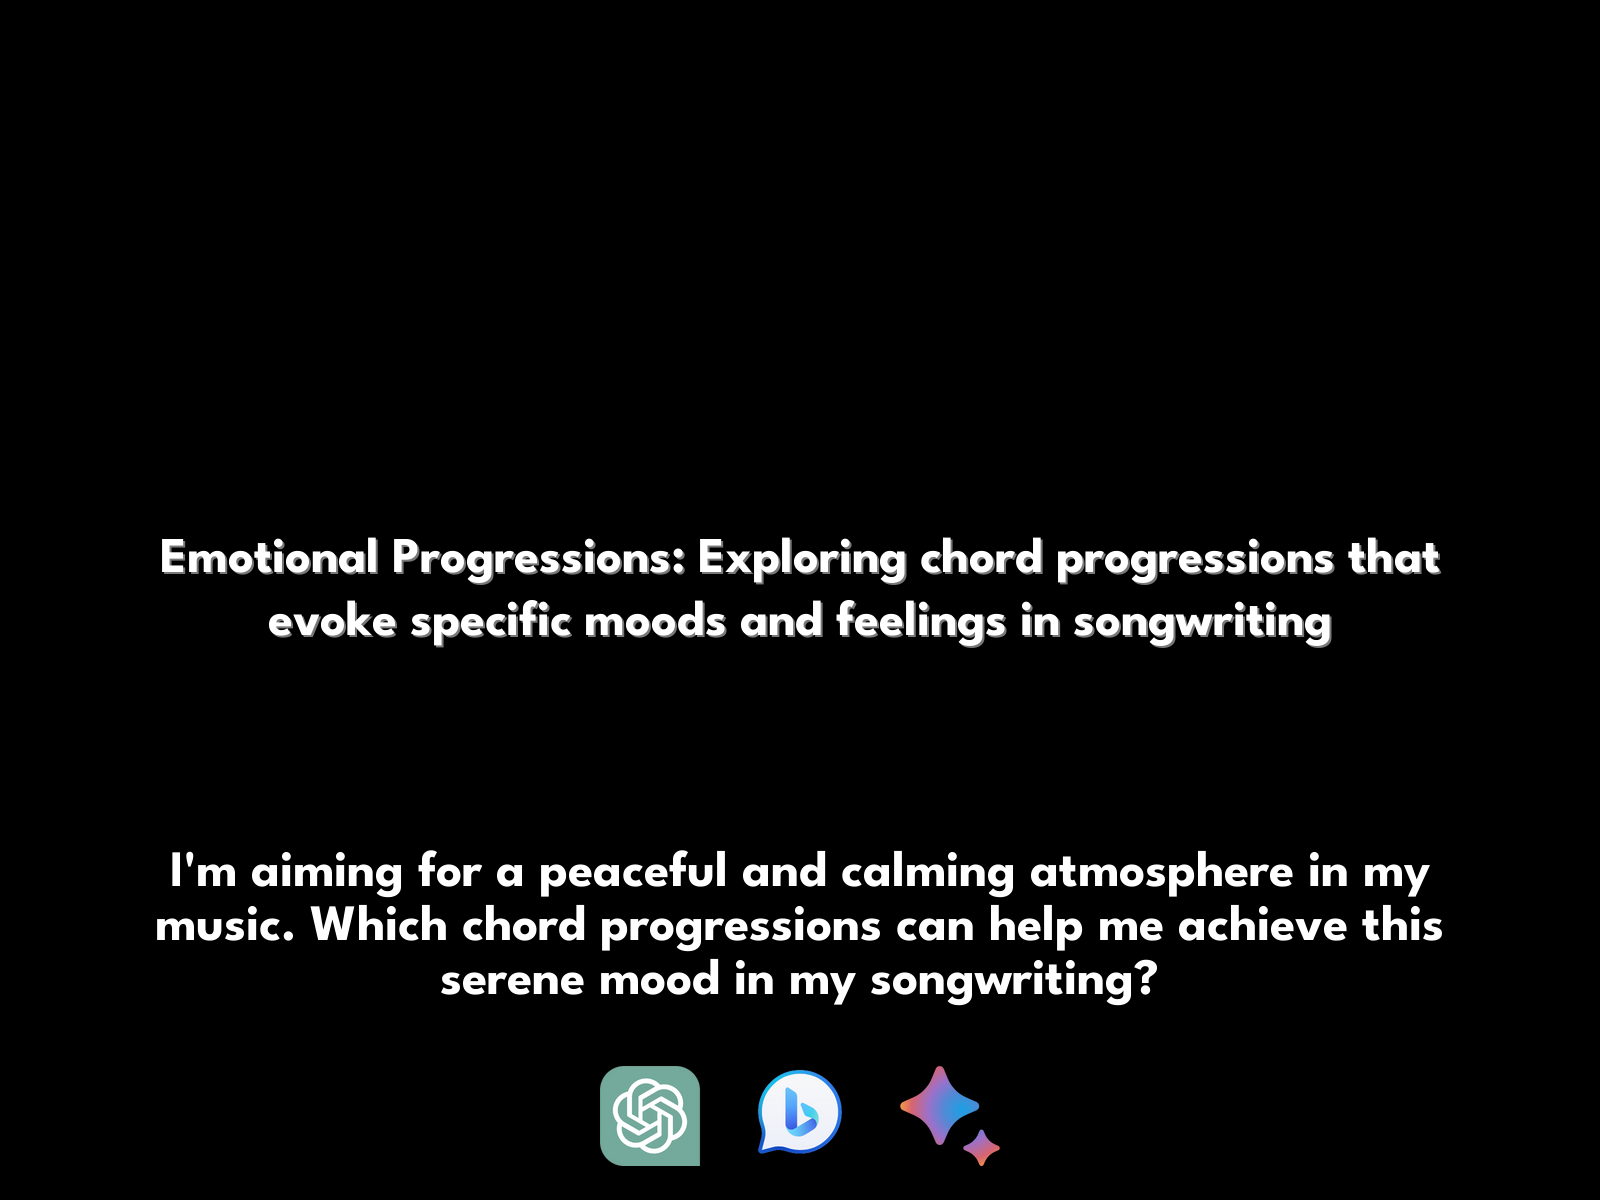 Emotional Progressions: Exploring chord progressions that
evoke specific moods and feelings in songwriting
I'm aiming for a peaceful and calming atmosphere in my
music. Which chord progressions can help me achieve this
serene mood in my songwriting?